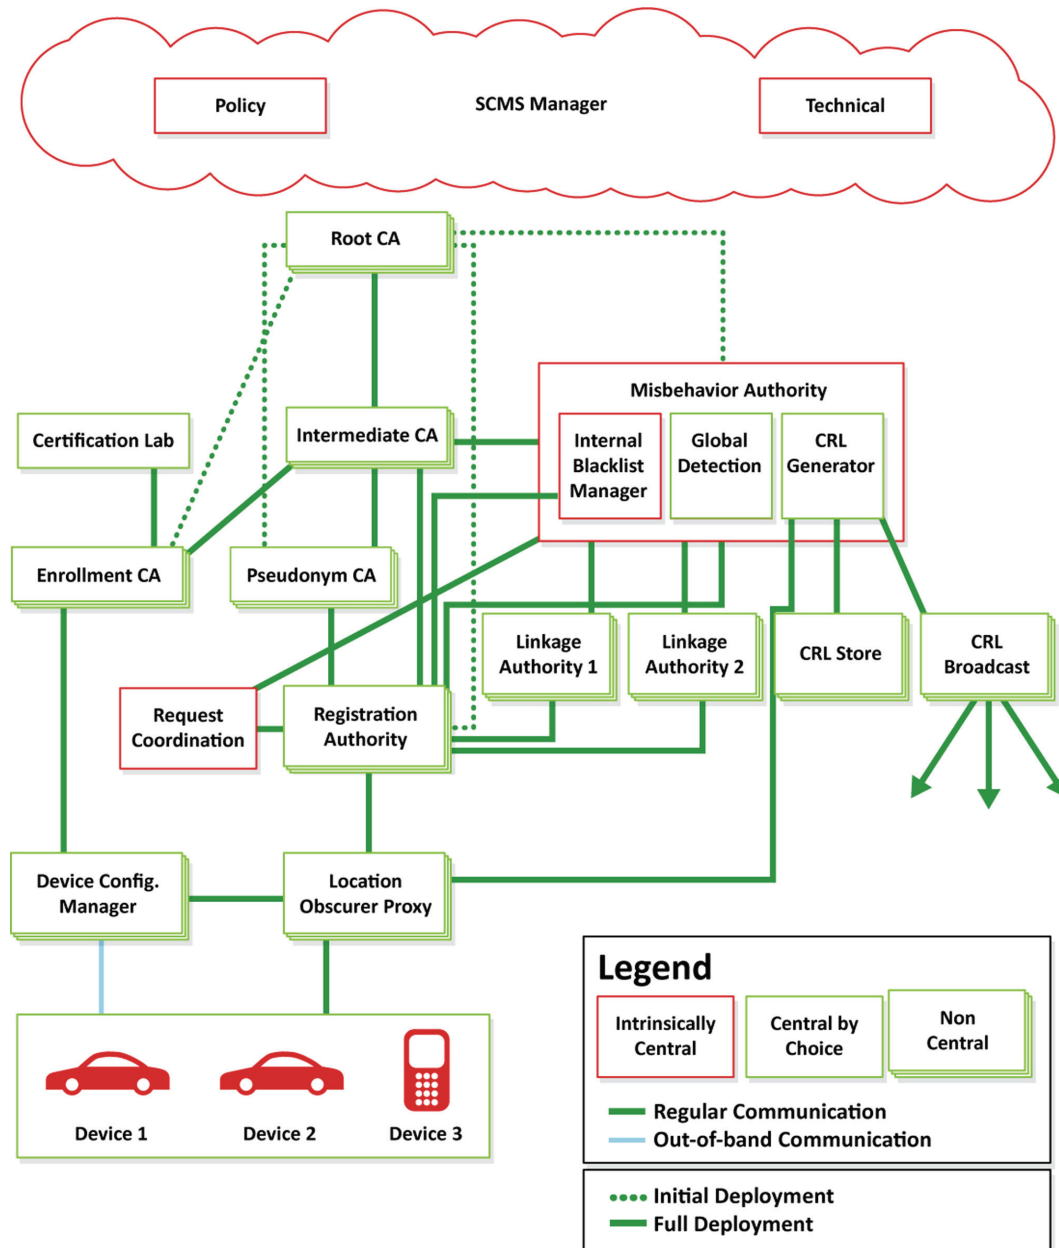 Policy
SCMS Manager
Technical
Root CA
Misbehavior Authority
Certification Lab
Intermediate CA
Internal
Blacklist
Manager
Global
Detection
CRL
Generator
Enrollment CA
Pseudonym CA
Linkage
Authority 1
Linkage
Authority 2
CRL Store
CRL
Broadcast
Request
Coordination
Registration
Authority
Device Config.
Manager
Location
Obscurer Proxy
Device 1
Device 2
Device 3
Legend
Intrinsically
Central
Central by
Choice
Non
Central
Regular Communication
Out-of-band Communication
Initial Deployment
Full Deployment